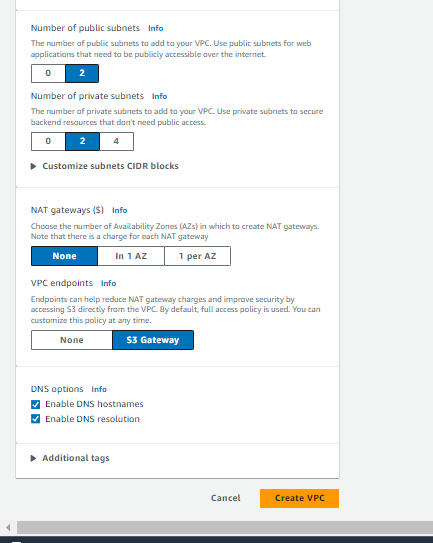 Number of public subnets Info
The number of public subnets to add to your VPC. Use public subnets for web
applications that need to be publicly accessible over the internet.
0 2
Number of private subnets Info
The number of private subnets to add to your VPC. Use private subnets to secure
backend resources that don't need public access.
0 2 4
Customize subnets CIDR blocks
NAT gateways ($) Info
Choose the number of Availability Zones (AZs) in which to create NAT gateways.
Note that there is a charge for each NAT gateway
None In 1 AZ 1 per AZ
VPC endpoints Info
Endpoints can help reduce NAT gateway charges and improve security by
accessing S3 directly from the VPC. By default, full access policy is used. You can
customize this policy at any time.
None S3 Gateway
DNS options Info
Enable DNS hostnames
Enable DNS resolution
Additional tags
Cancel Create VPC